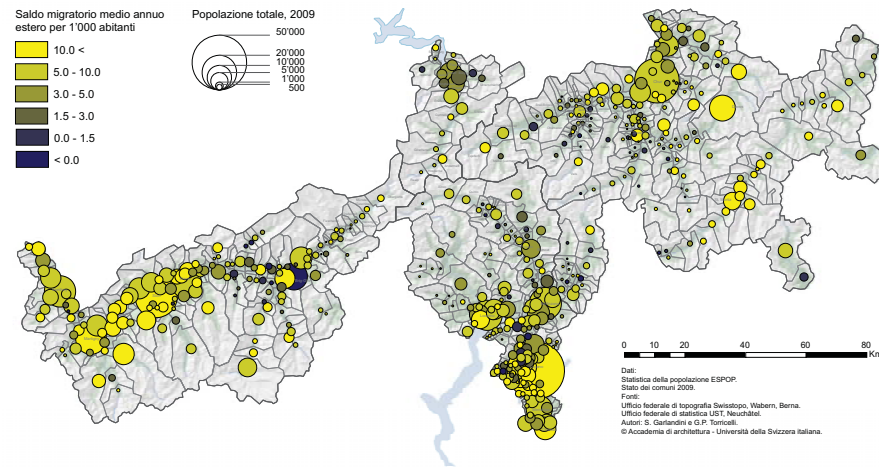 Saldo migratorio medio annuo
estero per 1'000 abitanti
10.0 <
5.0 - 10.0
3.0 - 5.0
1.5 - 3.0
0.0 - 1.5
< 0.0
Popolazione totale, 2009
50'000
20'000
10'000
5'000
1'000
500
0 10 20 40 60 80
Km
Dati:
Statistica della popolazione ESPOP.
Stato dei comuni 2009.
Fonti:
Ufficio federale di topografia Swisstopo, Wabern, Berna.
Ufficio federale di statistica UST, Neuchâtel.
Autori: S. Garlandini e G.P. Torricelli.
© Accademia di architettura - Università della Svizzera italiana.